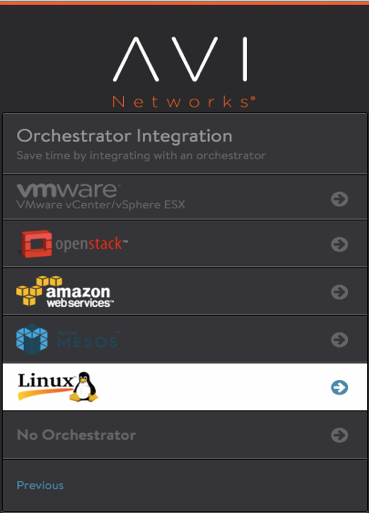 AVI
Networks®
Orchestrator Integration
Save time by integrating with an orchestrator
vmware™
VMware vCenter/vSphere ESX
openstack™
amazon
web services™
MESOS
Linux
No Orchestrator
Previous